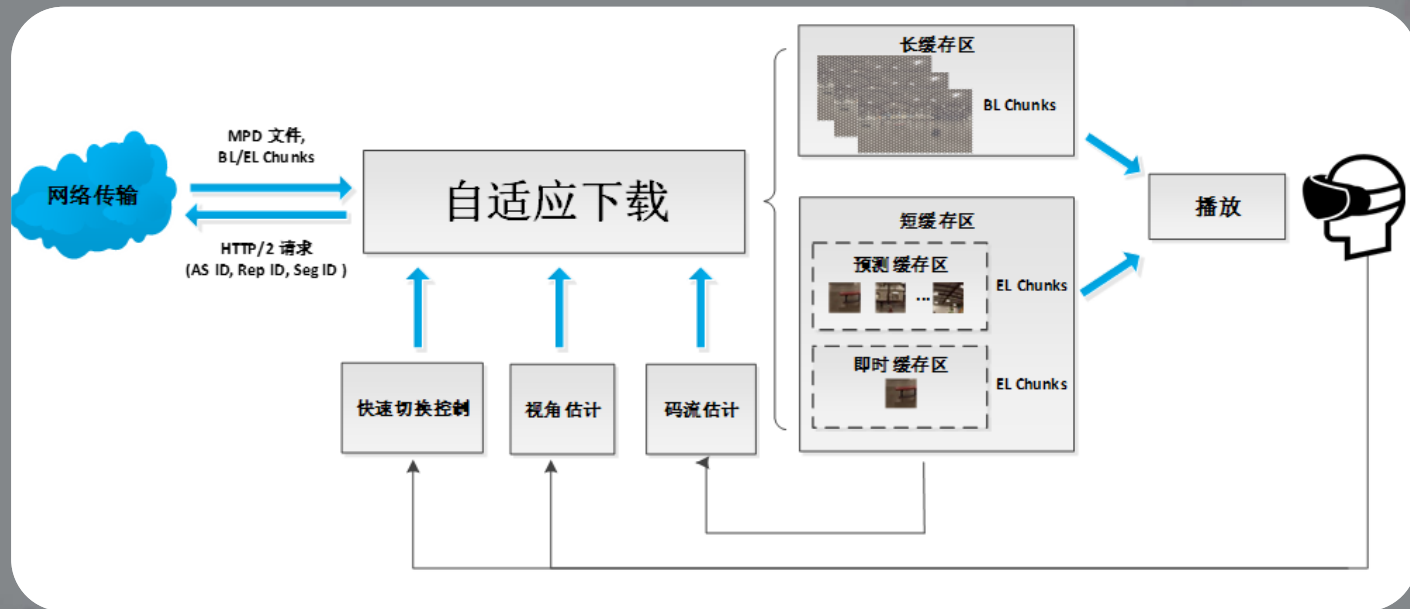 长缓存区
BL Chunks
MPD 文件,
BL/EL Chunks
网络传输
自适应下载
HTTP/2 请求
(AS ID, Rep ID, Seg ID )
播放
短缓存区
预测缓存区
...
EL Chunks
即时缓存区
EL Chunks
快速切换控制
视角估计
码流估计